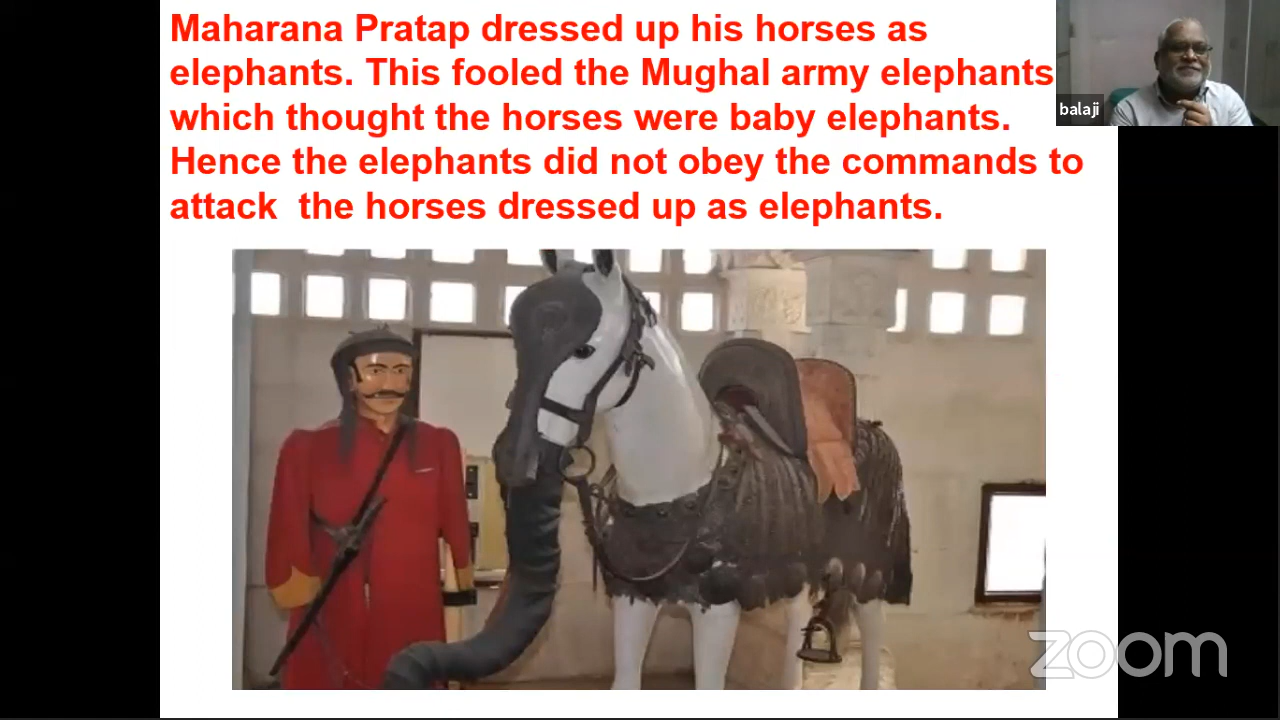 Maharana Pratap dressed up his horses as
elephants. This fooled the Mughal army elephants
which thought the horses were baby elephants.
Hence the elephants did not obey the commands to
attack  the horses dressed up as elephants.
balaji
zoom